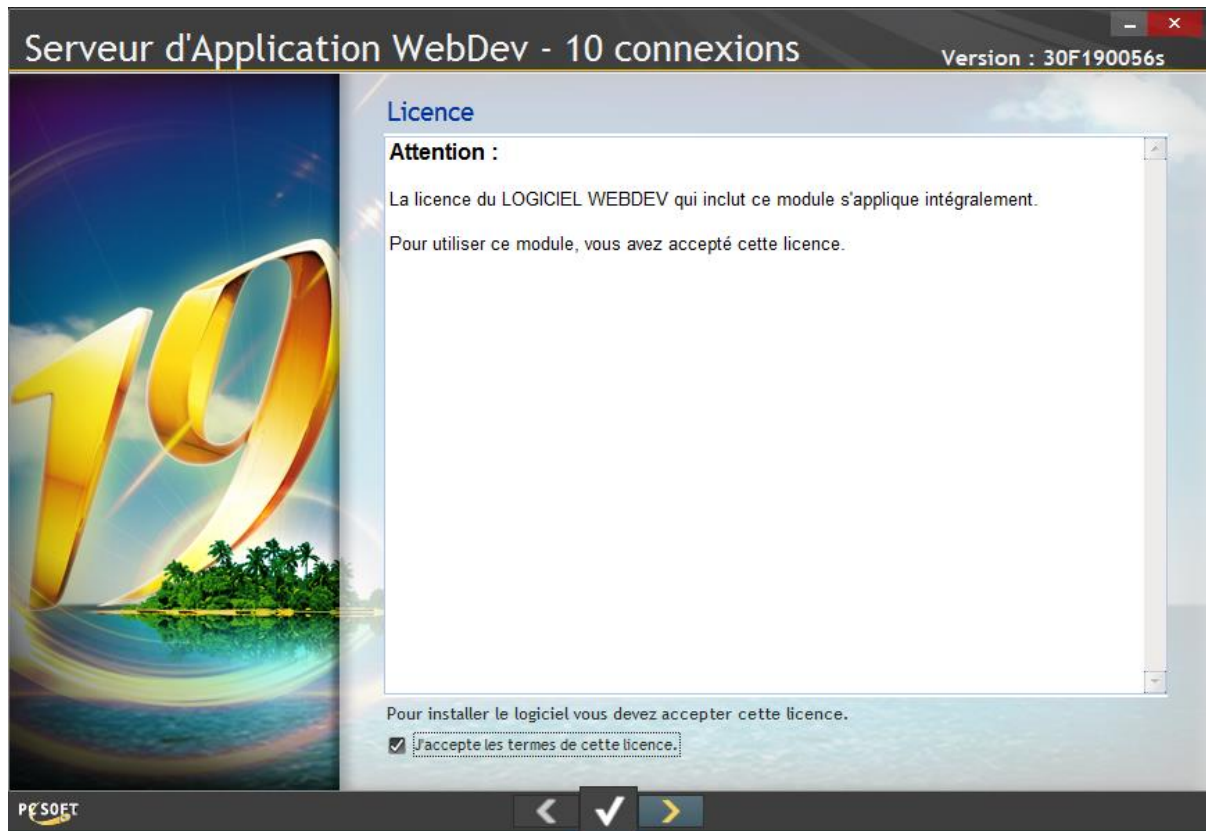 Serveur d'Application WebDev - 10 connexions
Version : 30F190056s
Licence
Attention :
La licence du LOGICIEL WEBDEV qui inclut ce module s'applique intégralement.
Pour utiliser ce module, vous avez accepté cette licence.
19
Pour installer le logiciel vous devez accepter cette licence.
J'accepte les termes de cette licence.
PCSOFT